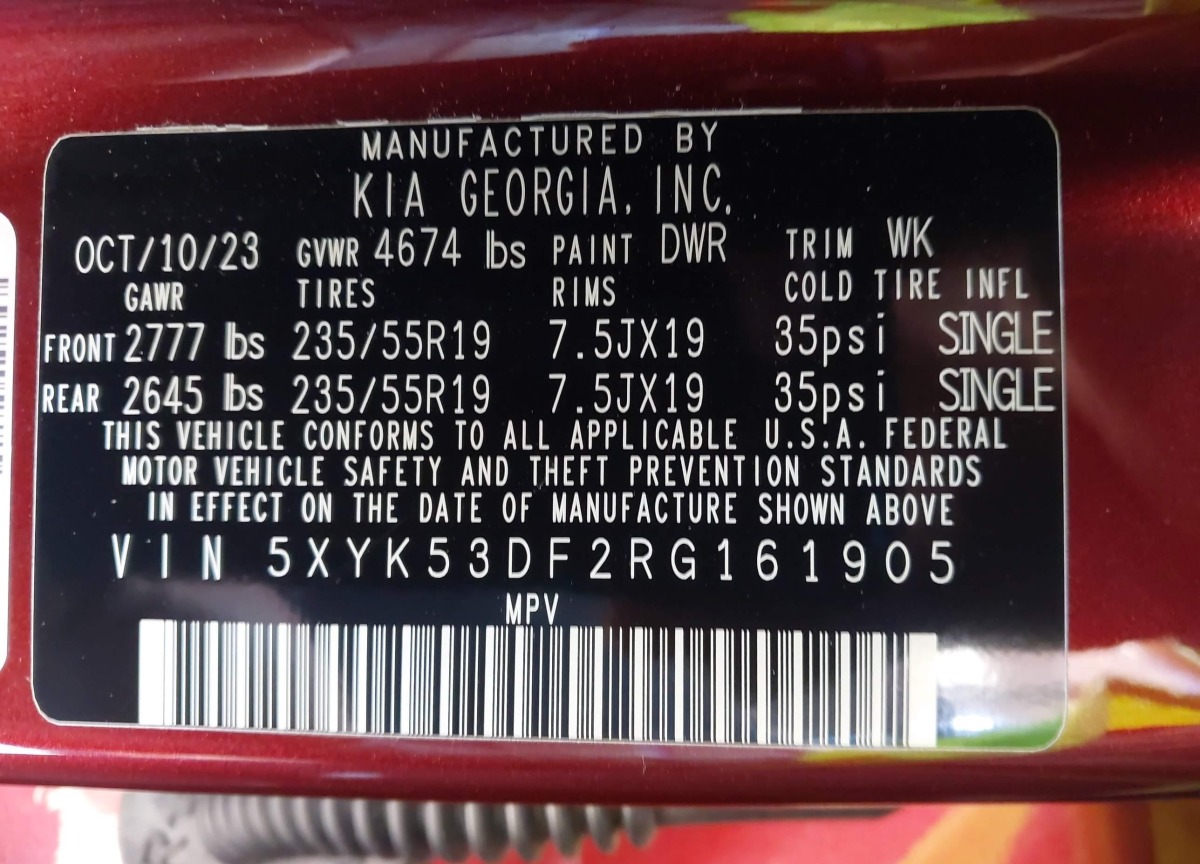 MANUFACTURED BY
KIA GEORGIA, INC.
OCT/10/23 GVWR 4674 lbs PAINT DWR TRIM WK
GAWR TIRES RIMS COLD TIRE INFL
FRONT 2777 lbs 235/55R19 7.5JX19 35psi SINGLE
REAR 2645 lbs 235/55R19 7.5JX19 35psi SINGLE
THIS VEHICLE CONFORMS TO ALL APPLICABLE U.S.A. FEDERAL
MOTOR VEHICLE SAFETY AND THEFT PREVENTION STANDARDS
IN EFFECT ON THE DATE OF MANUFACTURE SHOWN ABOVE
VIN 5XYK53DF2RG161905
MPV